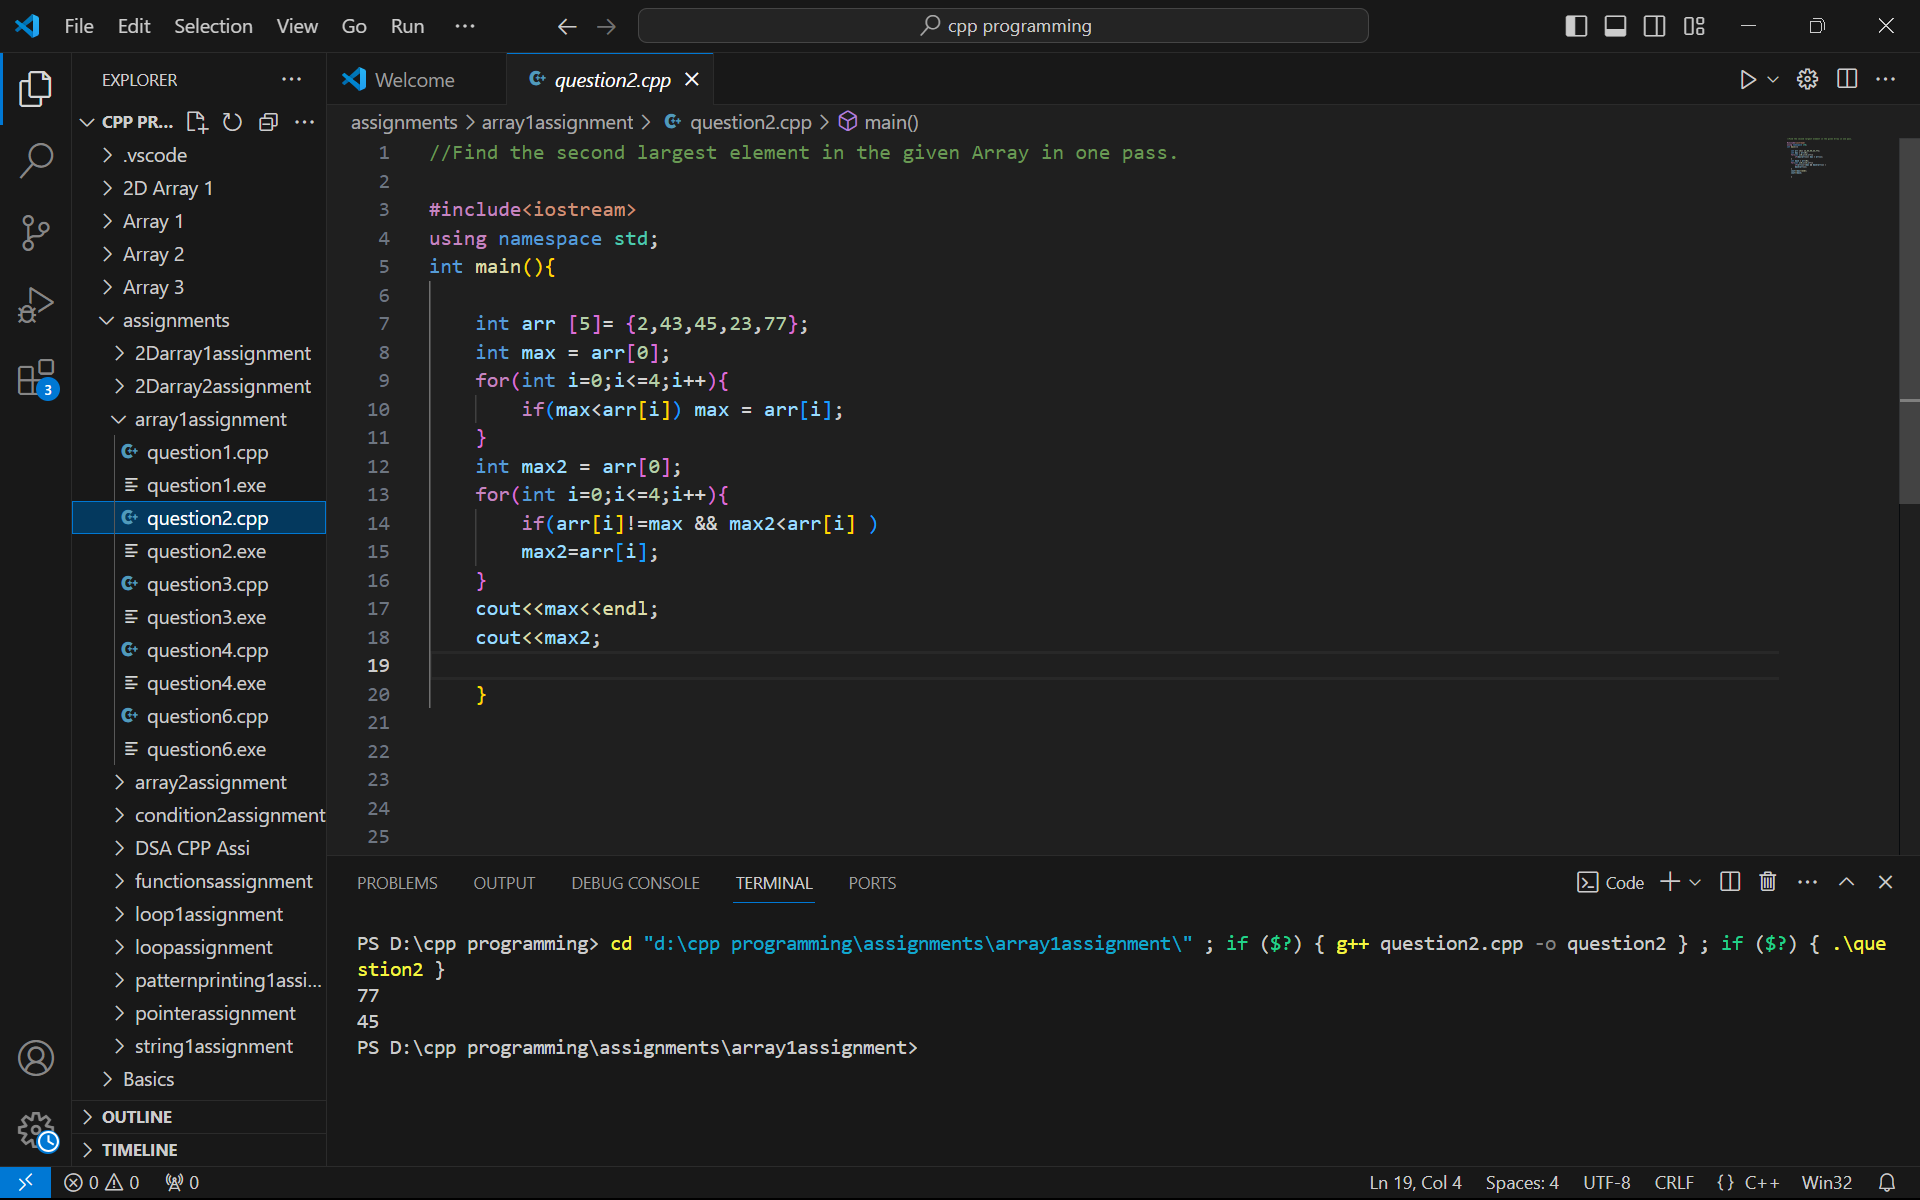 File Edit Selection View Go Run ··· cpp programming
EXPLORER
Welcome question2.cpp
CPP PR...
assignments > array1assignment > question2.cpp > main()
.vscode
2D Array 1
Array 1
Array 2
Array 3
assignments
2Darray1assignment
2Darray2assignment
array1assignment
question1.cpp
question1.exe
question2.cpp
question2.exe
question3.cpp
question3.exe
question4.cpp
question4.exe
question6.cpp
question6.exe
array2assignment
condition2assignment
DSA CPP Assi
functionsassignment
loop1assignment
loopassignment
patternprinting1assi...
pointerassignment
string1assignment
Basics
OUTLINE
TIMELINE
3
1 //Find the second largest element in the given Array in one pass.
2
3 #include<iostream>
4 using namespace std;
5 int main(){
6
7 int arr [5]= {2,43,45,23,77};
8 int max = arr[0];
9 for(int i=0;i<=4;i++){
10 if(max<arr[i]) max = arr[i];
11 }
12 int max2 = arr[0];
13 for(int i=0;i<=4;i++){
14 if(arr[i]!=max && max2<arr[i] )
15 max2=arr[i];
16 }
17 cout<<max<<endl;
18 cout<<max2;
19
20 }
21
22
23
24
25
PROBLEMS OUTPUT DEBUG CONSOLE TERMINAL PORTS Code
PS D:\cpp programming> cd "d:\cpp programming\assignments\array1assignment\" ; if ($?) { g++ question2.cpp -o question2 } ; if ($?) { .\que
stion2 }
77
45
PS D:\cpp programming\assignments\array1assignment>
0 0 0 Ln 19, Col 4 Spaces: 4 UTF-8 CRLF {} C++ Win32